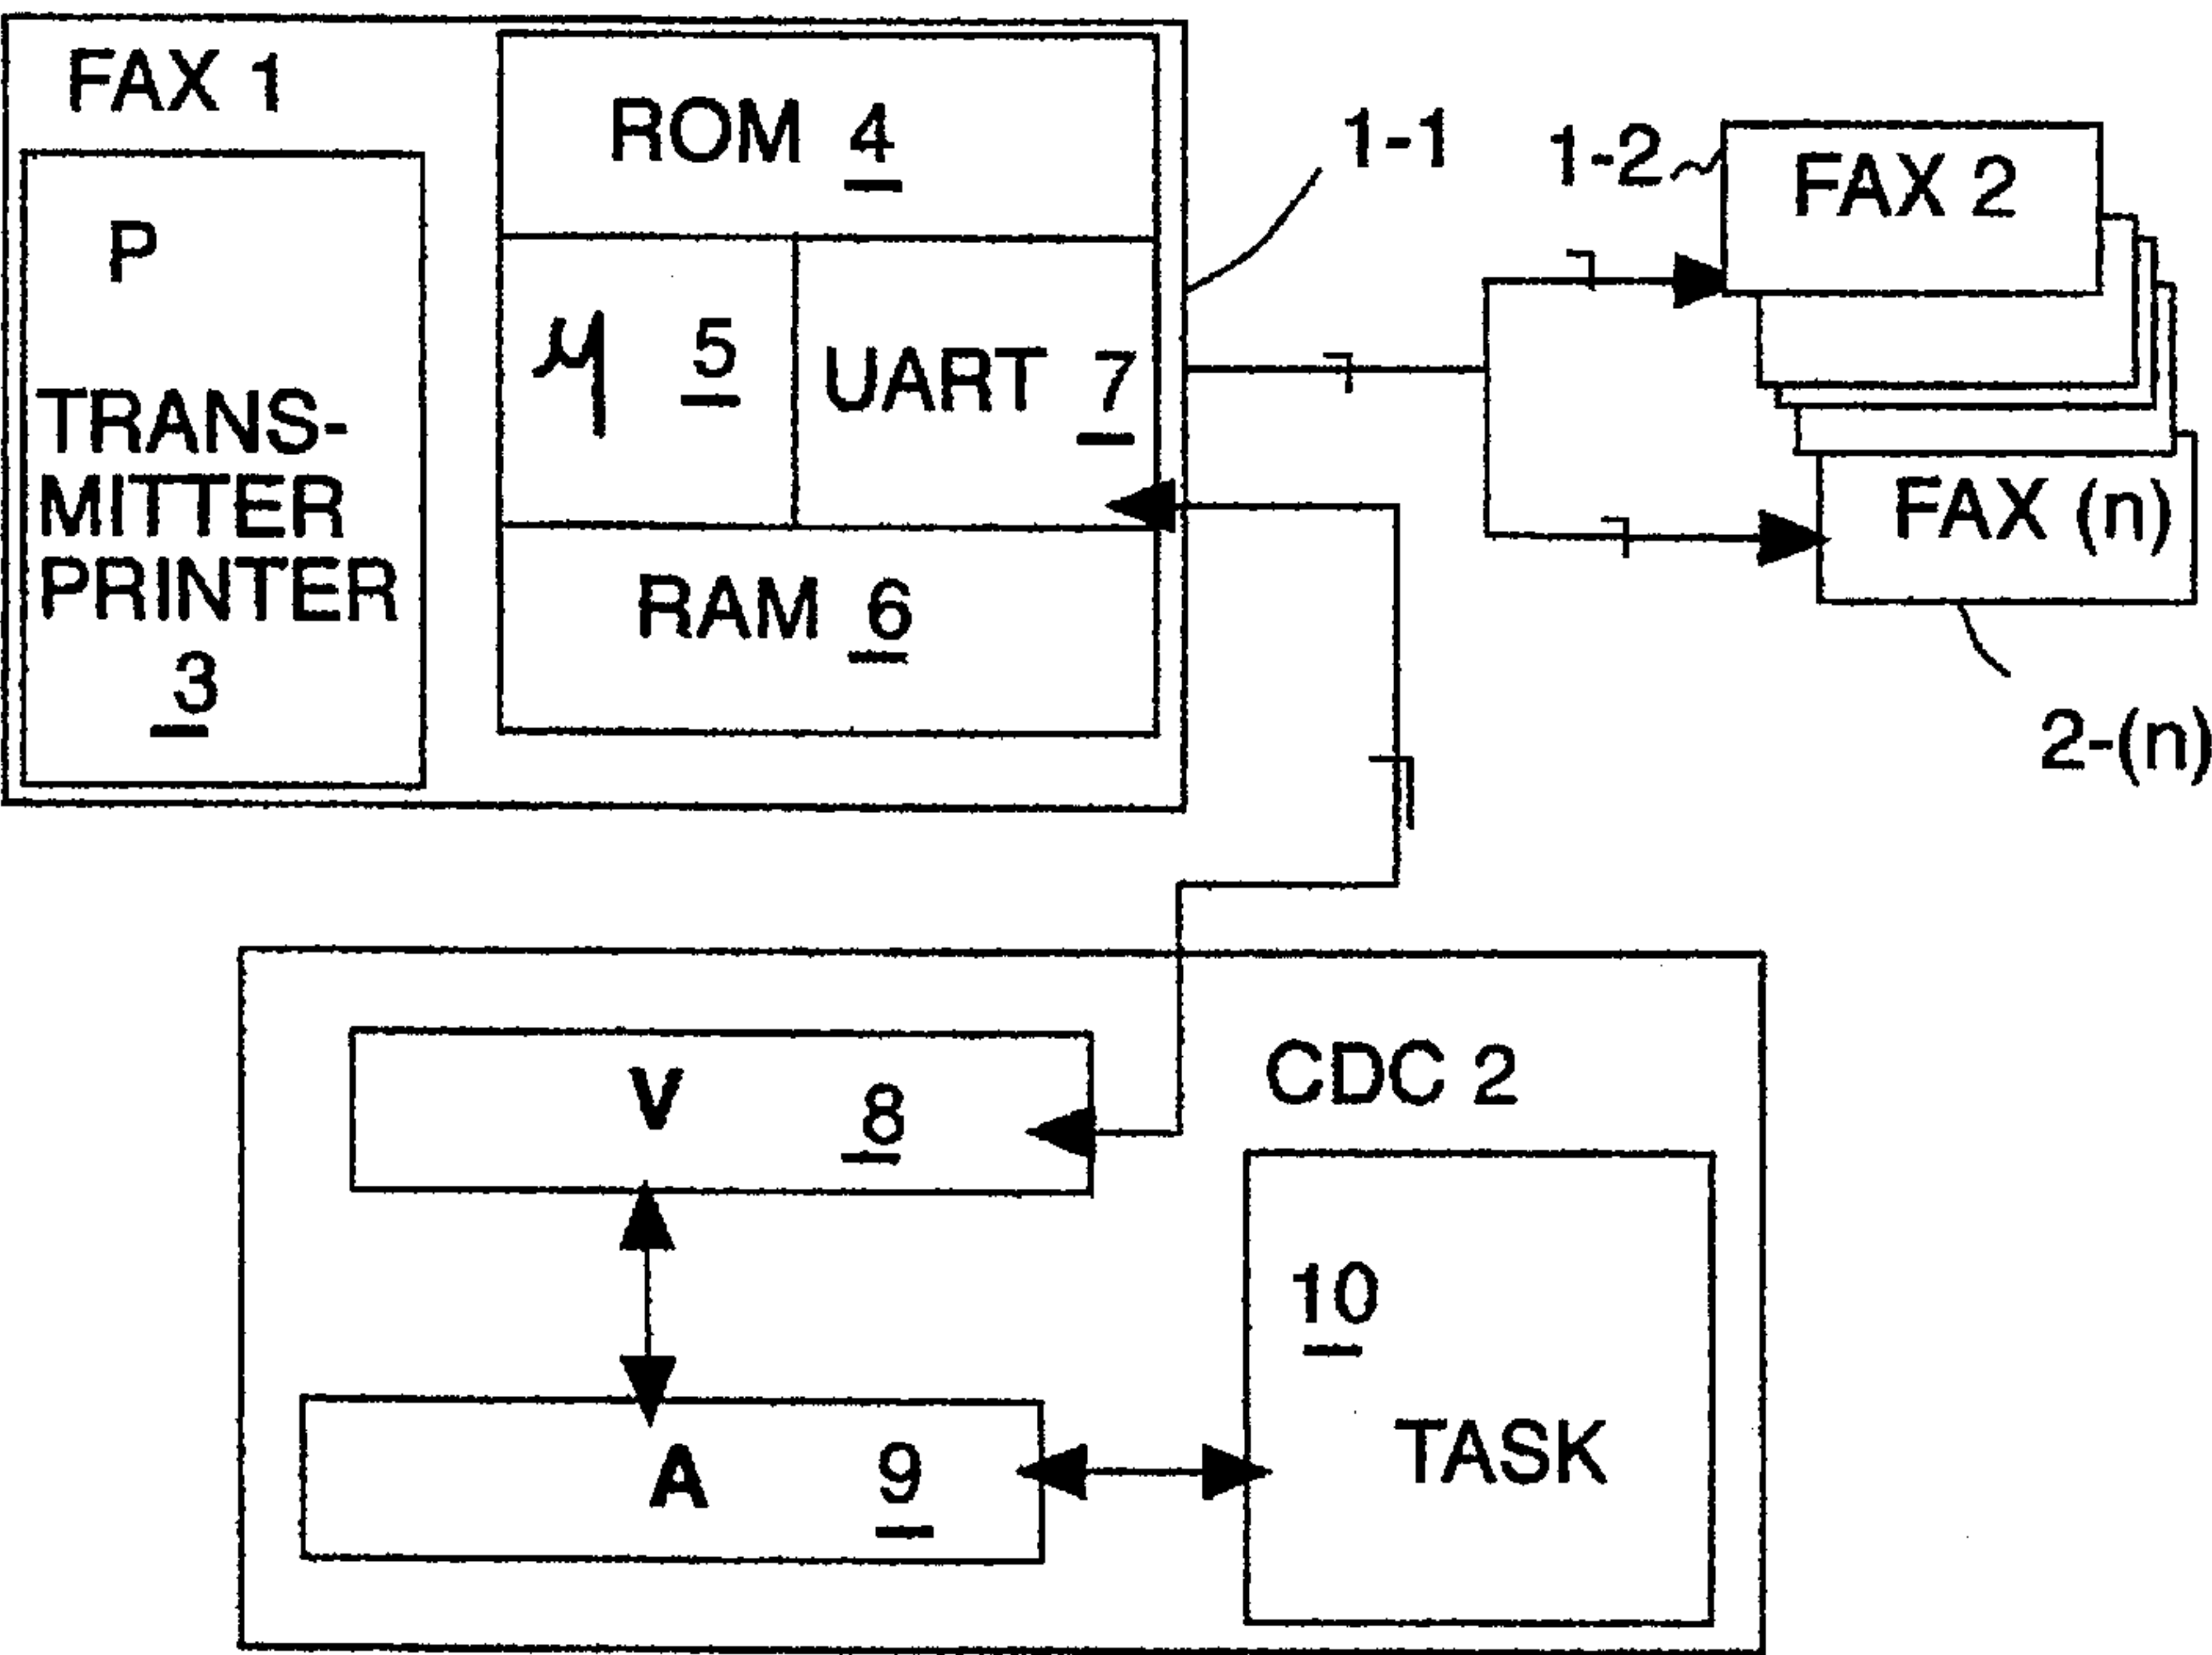 FAX 1
P
TRANS-
MITTER
PRINTER
3
ROM 4
μ 5
UART 7
RAM 6
1-1
1-2
FAX 2
FAX (n)
2-(n)
CDC 2
V 8
A 9
10
TASK